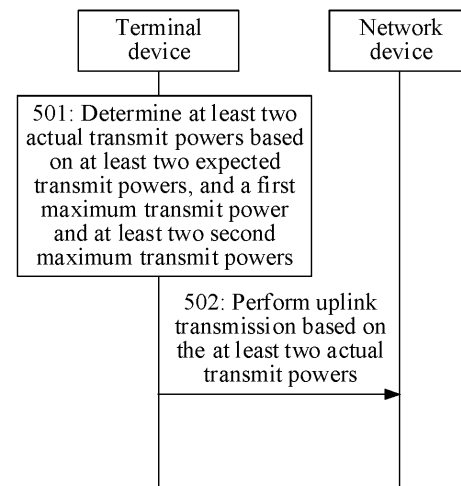 Terminal
device
Network
device
501: Determine at least two
actual transmit powers based
on at least two expected
transmit powers, and a first
maximum transmit power
and at least two second
maximum transmit powers
502: Perform uplink
transmission based on
the at least two actual
transmit powers